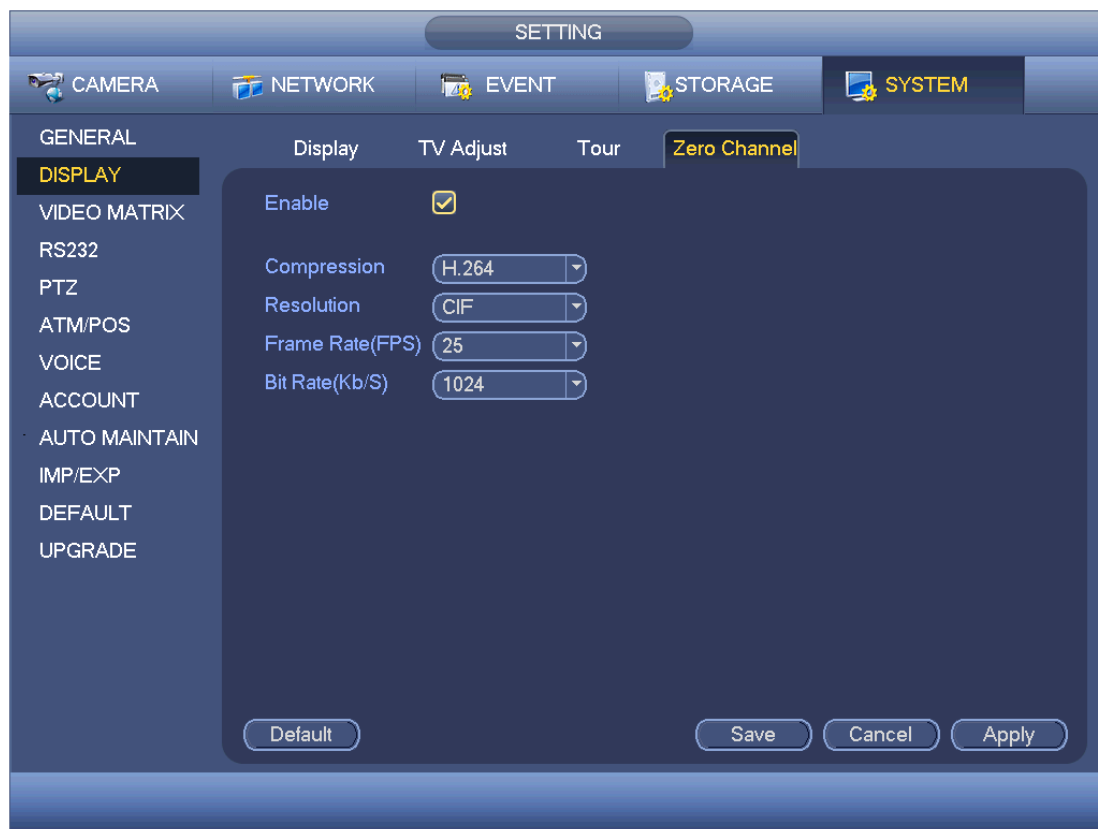 SETTING
CAMERA NETWORK EVENT STORAGE SYSTEM
GENERAL
DISPLAY
VIDEO MATRIX
RS232
PTZ
ATM/POS
VOICE
ACCOUNT
AUTO MAINTAIN
IMP/EXP
DEFAULT
UPGRADE
Display TV Adjust Tour Zero Channel
Enable
Compression H.264
Resolution CIF
Frame Rate(FPS) 25
Bit Rate(Kb/S) 1024
Default Save Cancel Apply